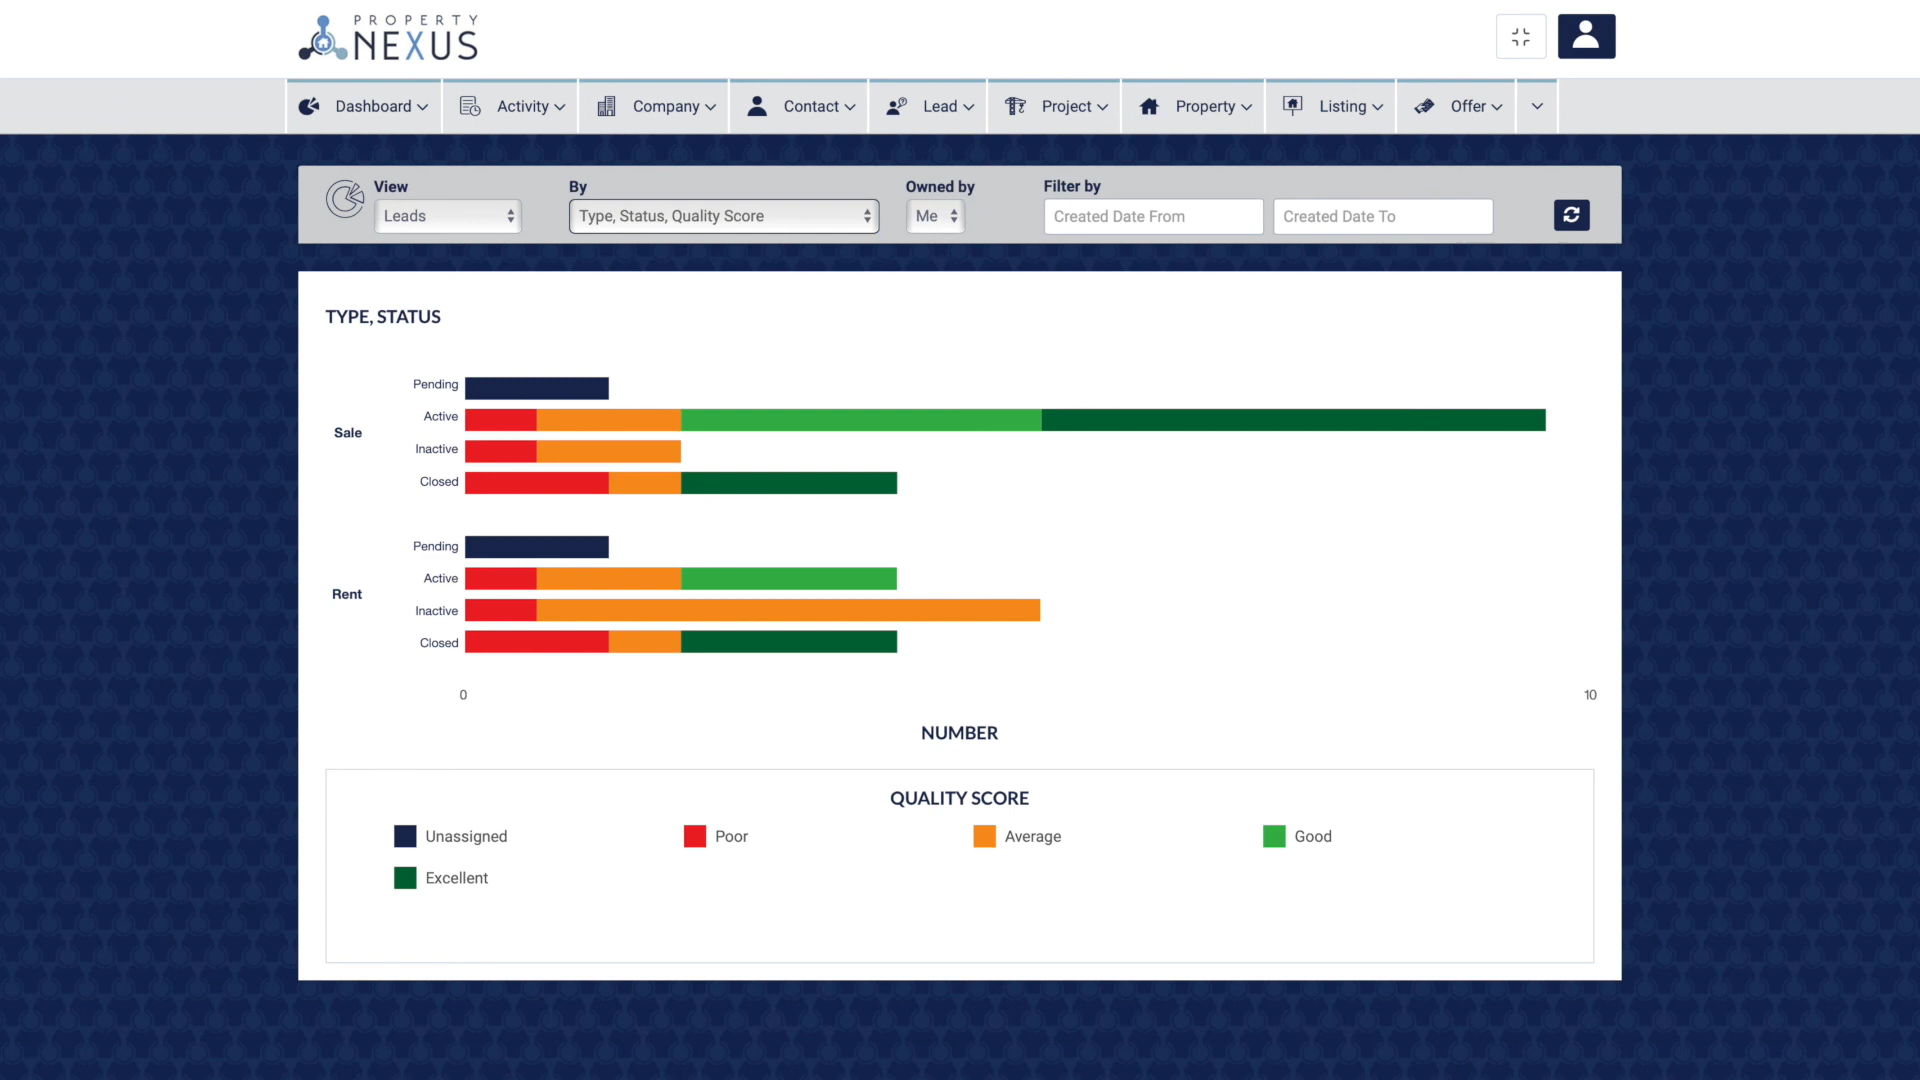 PROPERTY
NEXUS
Dashboard Activity Company Contact Lead Project Property Listing Offer
View By Owned by Filter by
Leads Type, Status, Quality Score Me Created Date From Created Date To
TYPE, STATUS
Pending
Active
Sale
Inactive
Closed
Pending
Active
Rent
Inactive
Closed
0 10
NUMBER
QUALITY SCORE
Unassigned Poor Average Good
Excellent